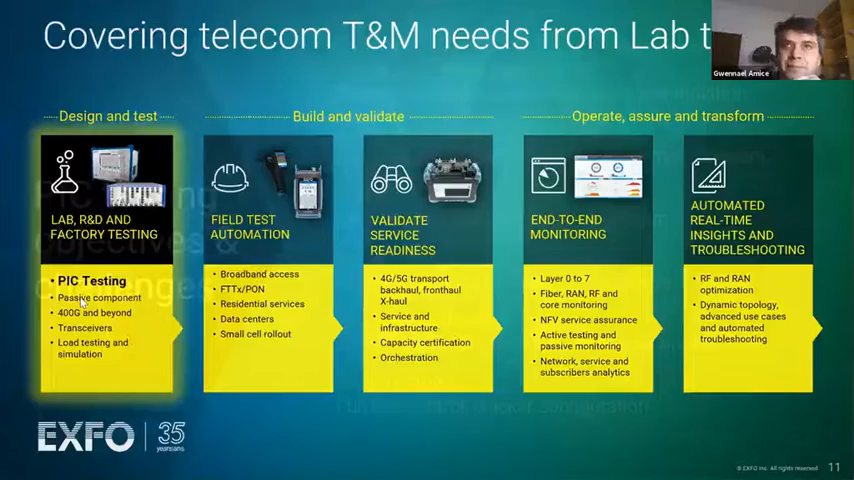 Covering telecom T&M needs from Lab t
Gwennael Amice
Design and test
Build and validate
Operate, assure and transform
LAB, R&D AND
FACTORY TESTING
• PIC Testing
• Passive component
• 400G and beyond
• Transceivers
• Load testing and
simulation
FIELD TEST
AUTOMATION
• Broadband access
• FTTx/PON
• Residential services
• Data centers
• Small cell rollout
VALIDATE
SERVICE
READINESS
• 4G/5G transport
backhaul, fronthaul
X-haul
• Service and
infrastructure
• Capacity certification
• Orchestration
END-TO-END
MONITORING
• Layer 0 to 7
• Fiber, RAN, RF and
core monitoring
• NFV service assurance
• Active testing and
passive monitoring
• Network, service and
subscribers analytics
AUTOMATED
REAL-TIME
INSIGHTS AND
TROUBLESHOOTING
• RF and RAN
optimization
• Dynamic topology,
advanced use cases
and automated
troubleshooting
PIC testing
objectives &
challenges
EXFO | 35
years/ans
© EXFO Inc. All rights reserved 11